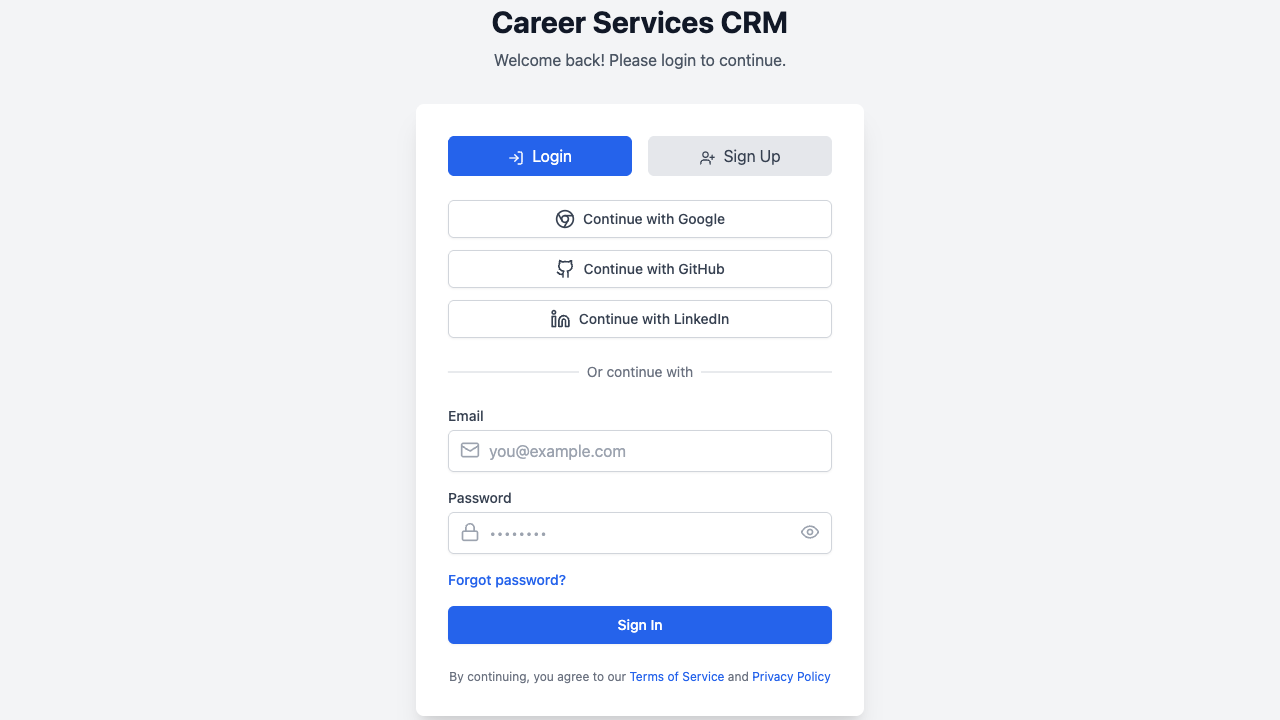 Career Services CRM
Welcome back! Please login to continue.
Login
Sign Up
Continue with Google
Continue with GitHub
Continue with LinkedIn
Or continue with
Email
you@example.com
Password
••••••••
Forgot password?
Sign In
By continuing, you agree to our Terms of Service and Privacy Policy